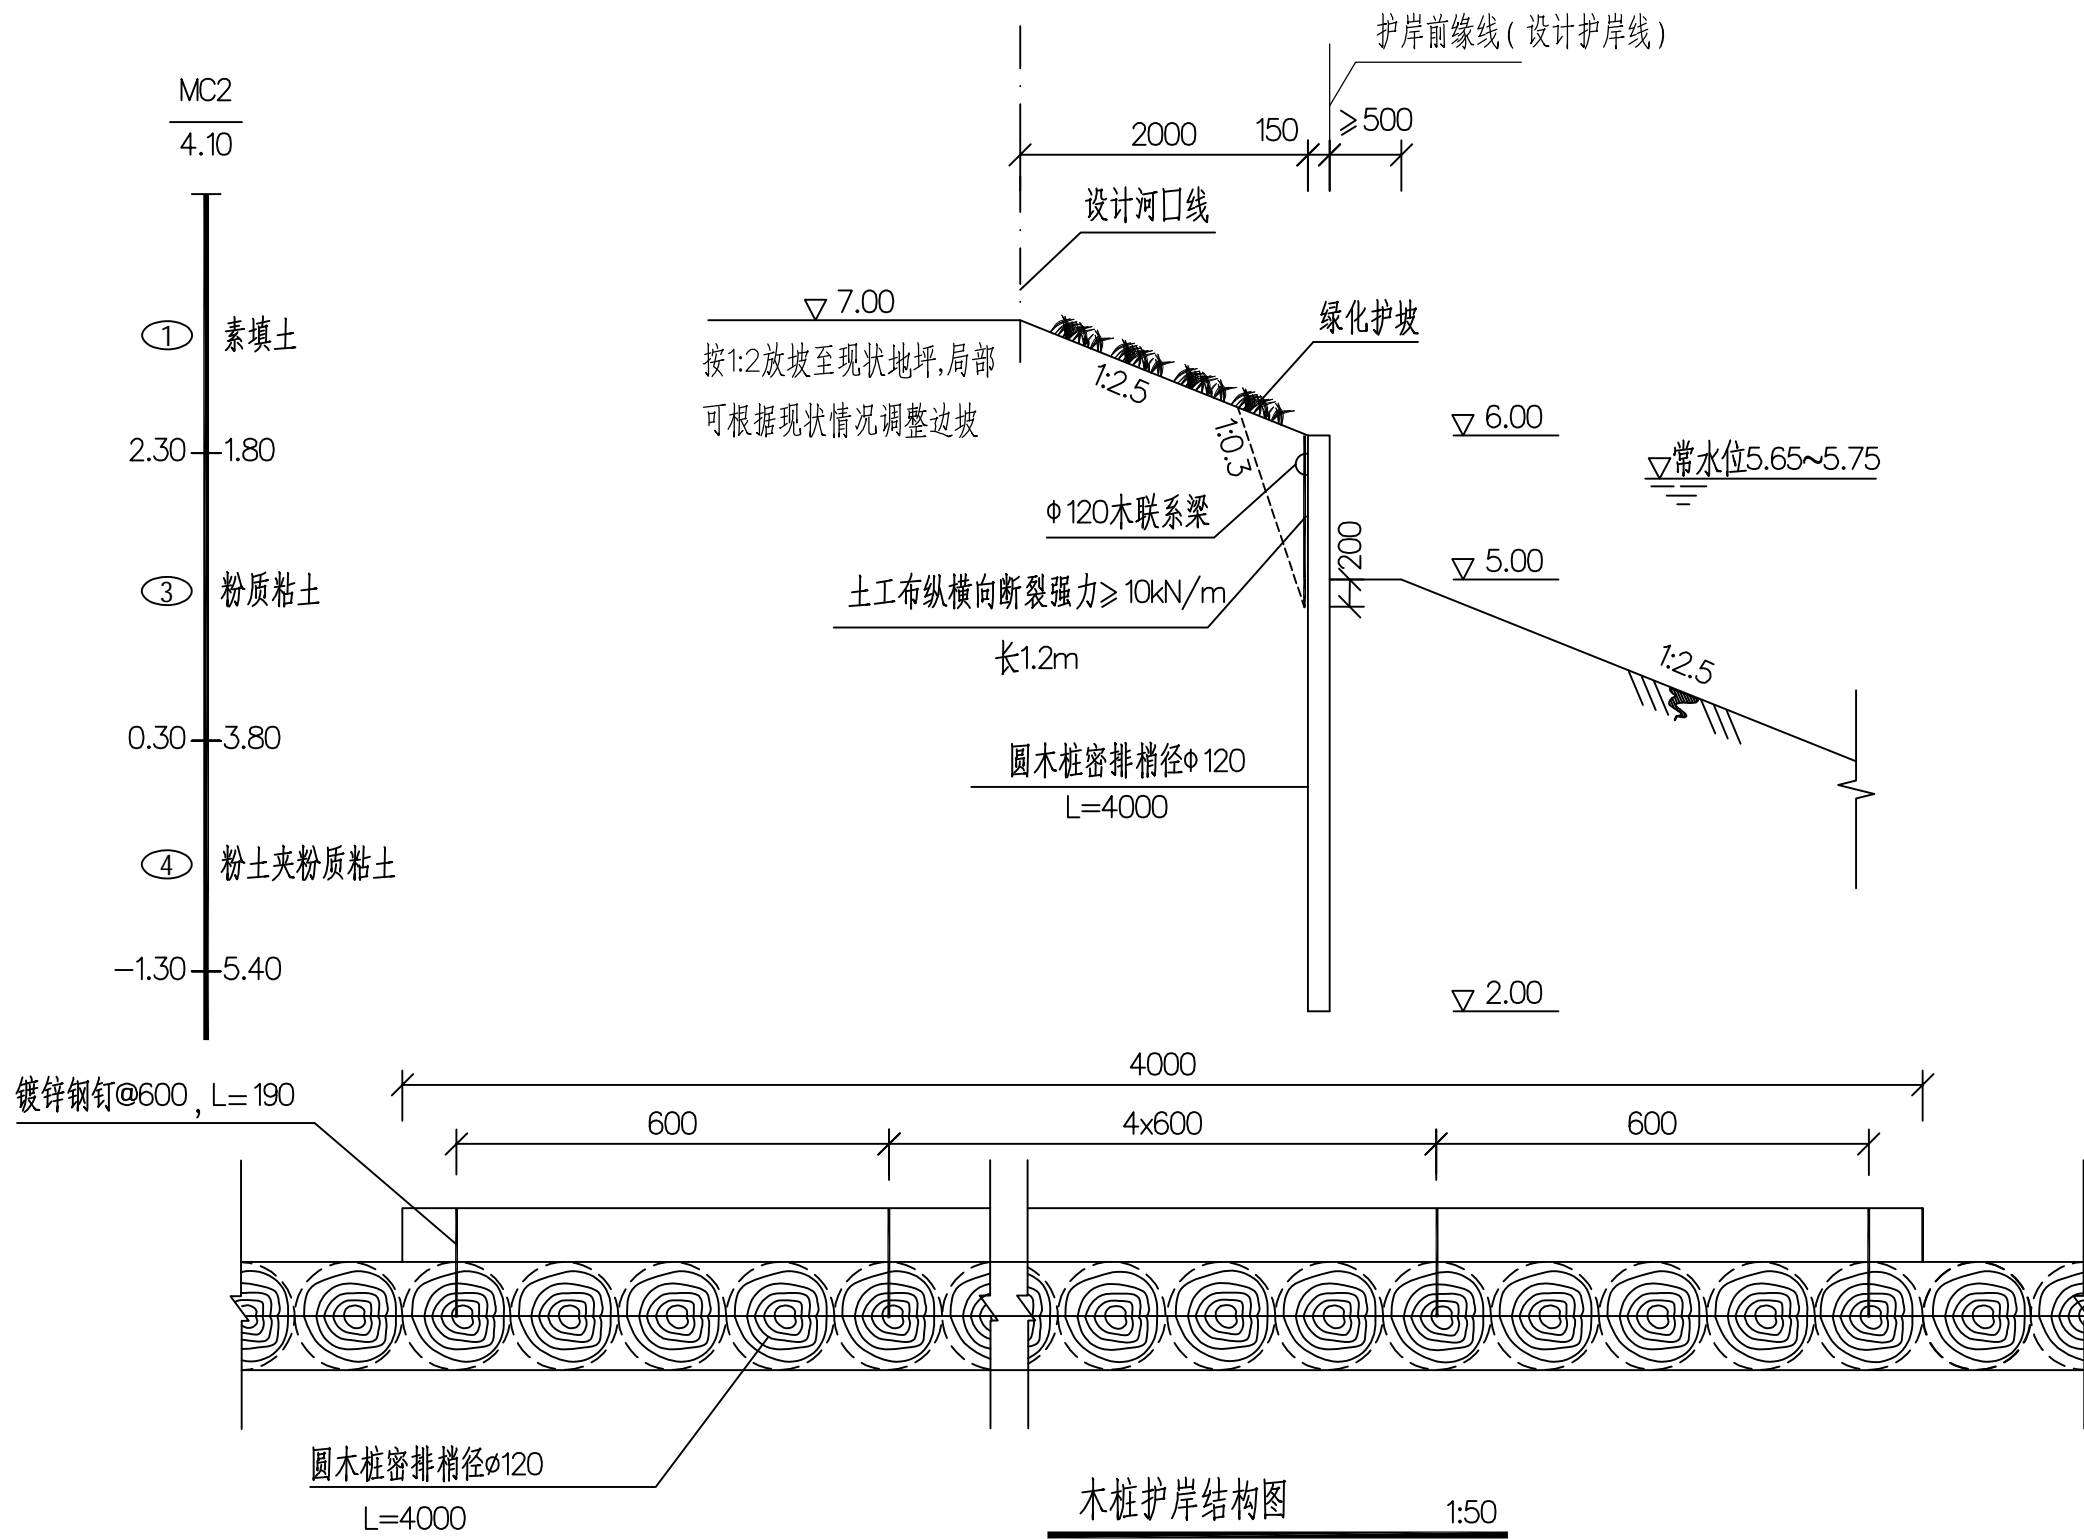 护岸前缘线(设计护岸线)
MC2
4.10
2000
150
≥500
设计河口线
7.00
按1:2放坡至现状地坪,局部
可根据现状情况调整边坡
绿化护坡
1:2.5
1:0.3
6.00
常水位5.65~5.75
① 素填土
2.30 1.80
Φ120木联系梁
200
5.00
③ 粉质粘土
土工布纵横向断裂强力≥10kN/m
长1.2m
1:2.5
0.30 3.80
圆木桩密排梢径Φ120
L=4000
④ 粉土夹粉质粘土
-1.30 5.40
2.00
4000
镀锌钢钉@600,L=190
600
4x600
600
圆木桩密排梢径ø120
L=4000
木桩护岸结构图 1:50